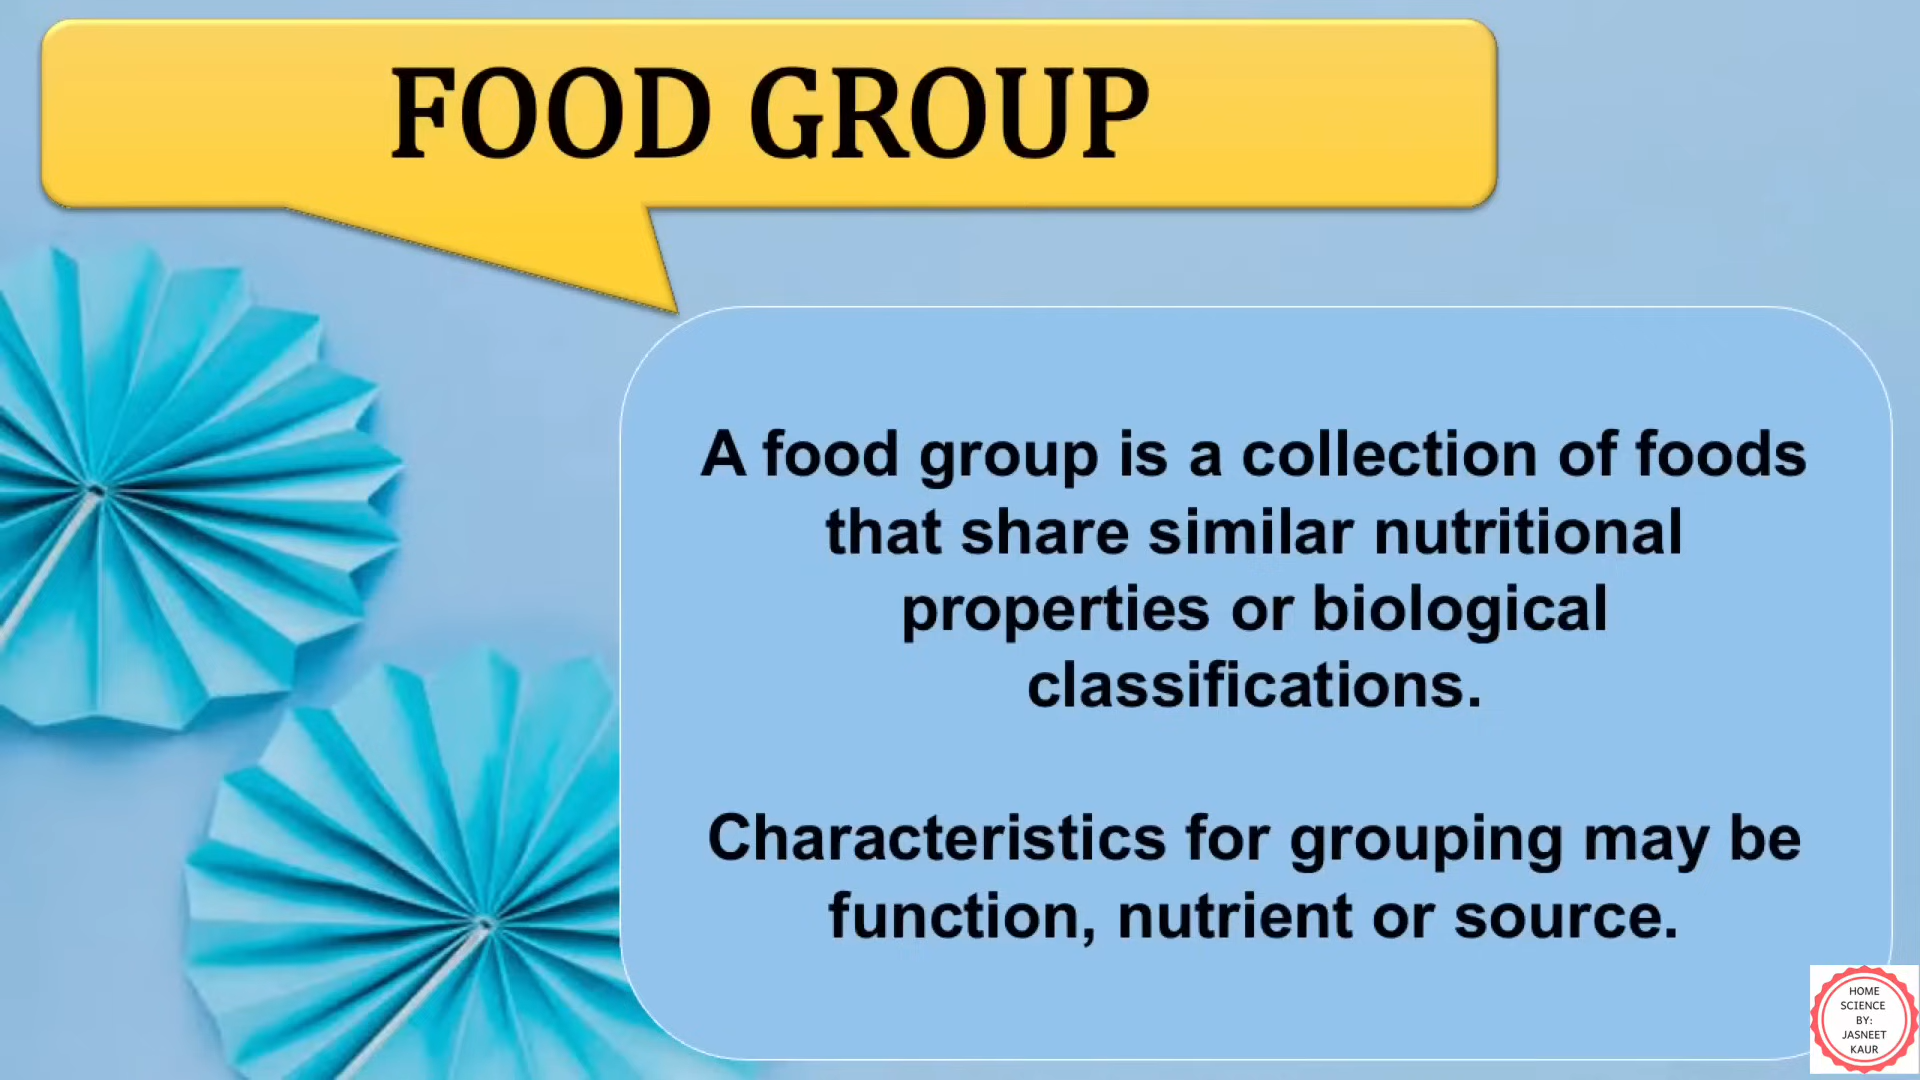 FOOD GROUP
A food group is a collection of foods
that share similar nutritional
properties or biological
classifications.
Characteristics for grouping may be
function, nutrient or source.
HOME
SCIENCE
BY:
JASNEET
KAUR